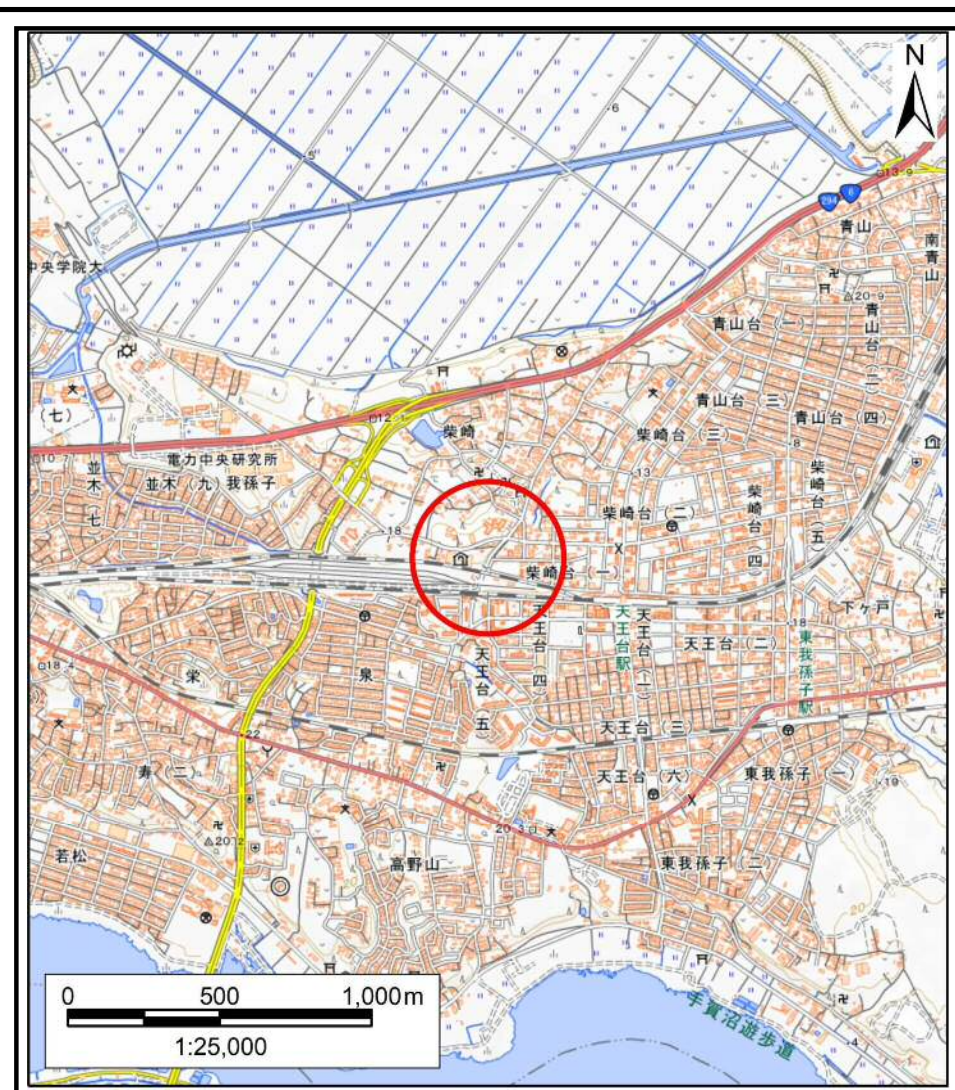 N
6
5
13.9
294
6
青山
南青山
中央学院大
20.9
青山台(一)
青山台(二)
青山台(三)
青山台(四)
(七)
12.1
柴崎
柴崎台(三)
8
10.7
並木
七
電力中央研究所
並木(九)我孫子
13
柴崎台(二)
柴崎台(四)
柴崎台(五)
18
柴崎台(一)
天王台駅
天王台(一)
天王台(二)
天王台(四)
下ヶ戸
18
東我孫子駅
18.4
栄
泉
天王台
五
天王台(三)
22
寿(二)
天王台(六)
東我孫子(一)
19
20.2
20.3
若松
高野山
東我孫子(二)
20
手賀沼遊歩道
4
0 500 1,000m
1:25,000